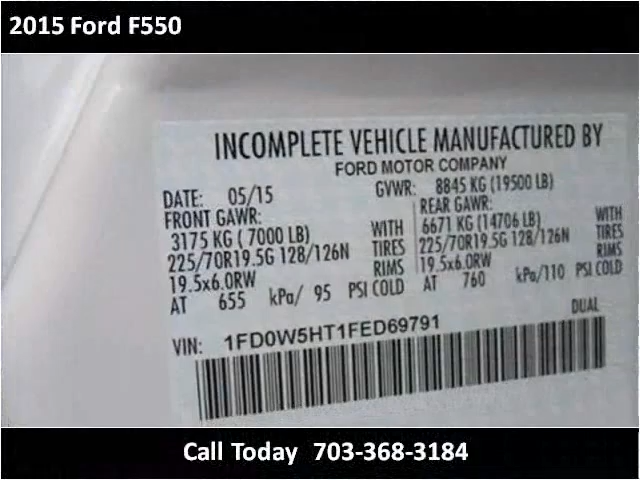 2015 Ford F550
INCOMPLETE VEHICLE MANUFACTURED BY
FORD MOTOR COMPANY
DATE: 05/15
GVWR: 8845 KG (19500 LB)
FRONT GAWR:
3175 KG ( 7000 LB) WITH
225/70R19.5G 128/126N TIRES
19.5x6.0RW RIMS
AT 655 kPa/ 95 PSI COLD
REAR GAWR:
6671 KG (14706 LB) WITH
225/70R19.5G 128/126N TIRES
19.5x6.0RW RIMS
AT 760 kPa/110 PSI COLD
DUAL
VIN: 1FD0W5HT1FED69791
Call Today 703-368-3184